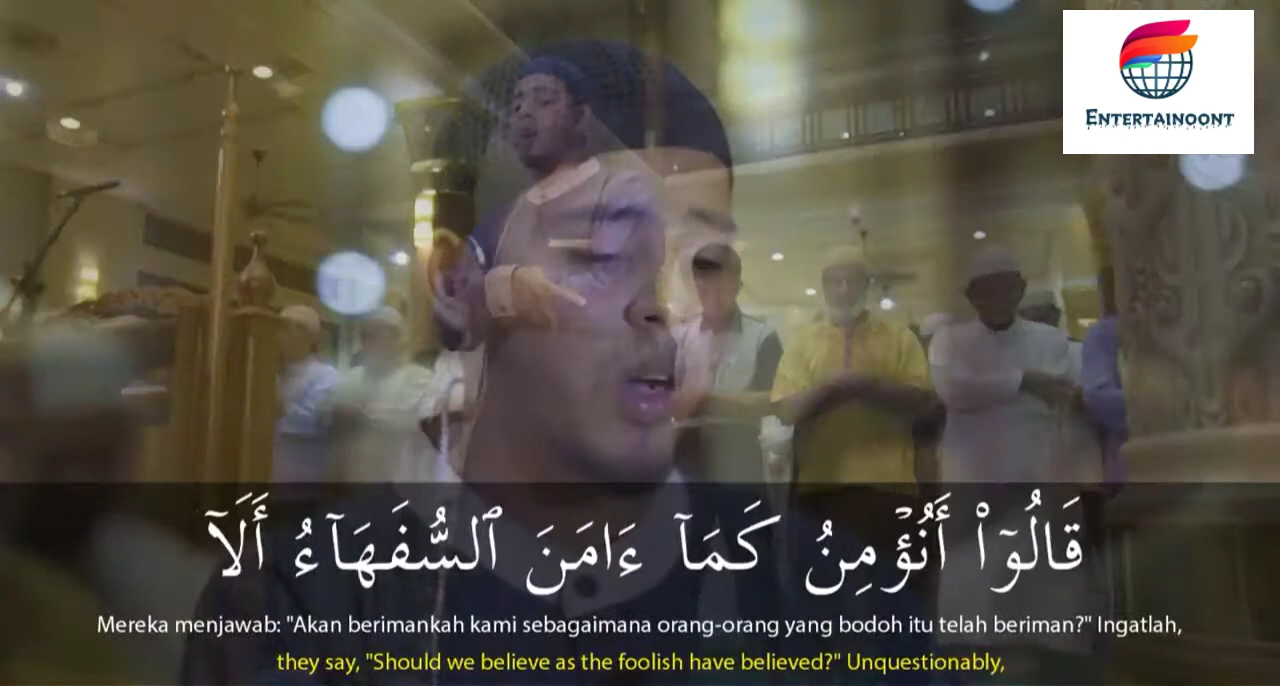 ENTERTAINOONT
قَالُوٓا۟ أَنُؤْمِنُ كَمَآ ءَامَنَ ٱلسُّفَهَآءُ أَلَآ
Mereka menjawab: "Akan berimankah kami sebagaimana orang-orang yang bodoh itu telah beriman?" Ingatlah,
they say, "Should we believe as the foolish have believed?" Unquestionably,